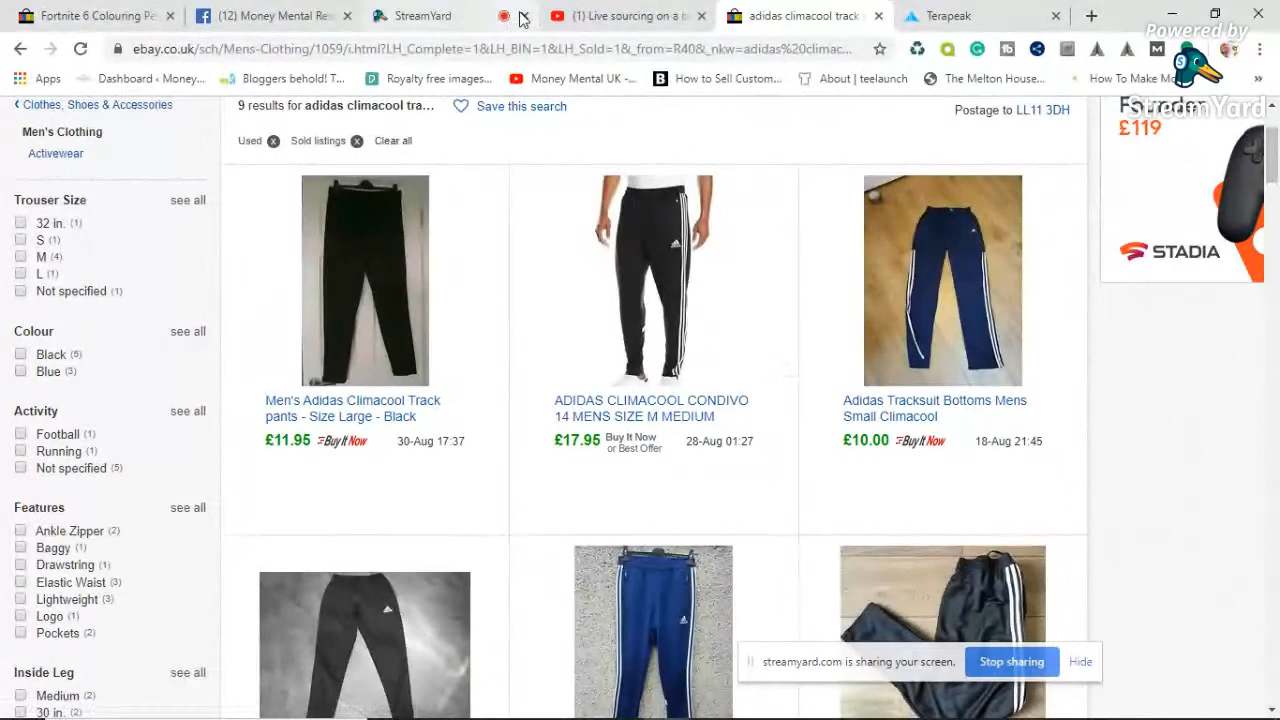 Fortnite 6 Colouring Pe
(12) Money Mental Res
StreamYard
(1) Live sourcing on a b
adidas climacool track
Terapeak
ebay.co.uk/sch/Mens-Clothing/1059/i.html?LH_Complete=1&LH_BIN=1&LH_Sold=1&_from=R40&_nkw=adidas%20climac...
Powered by
StreamYard
Apps
Dashboard ‹ Money...
Bloggers behold! T...
Royalty free images...
Money Mental UK -...
How to Sell Custom...
About | teelaunch
The Melton House...
How To Make Mo
»
Clothes, Shoes & Accessories
Men's Clothing
Activewear
9 results for adidas climacool tra...
Save this search
Postage to LL11 3DH
Used
Sold listings
Clear all
£119
STADIA
Trouser Size
see all
32 in. (1)
S (1)
M (4)
L (1)
Not specified (1)
Colour
see all
Black (5)
Blue (3)
Activity
see all
Football (1)
Running (1)
Not specified (5)
Features
see all
Ankle Zipper (2)
Baggy (1)
Drawstring (1)
Elastic Waist (3)
Lightweight (3)
Logo (1)
Pockets (2)
Inside Leg
see all
Medium (2)
30 in. (2)
Men's Adidas Climacool Track
pants - Size Large - Black
£11.95 Buy It Now 30-Aug 17:37
ADIDAS CLIMACOOL CONDIVO
14 MENS SIZE M MEDIUM
£17.95 Buy It Now
or Best Offer
28-Aug 01:27
Adidas Tracksuit Bottoms Mens
Small Climacool
£10.00 Buy It Now 18-Aug 21:45
streamyard.com is sharing your screen.
Stop sharing
Hide